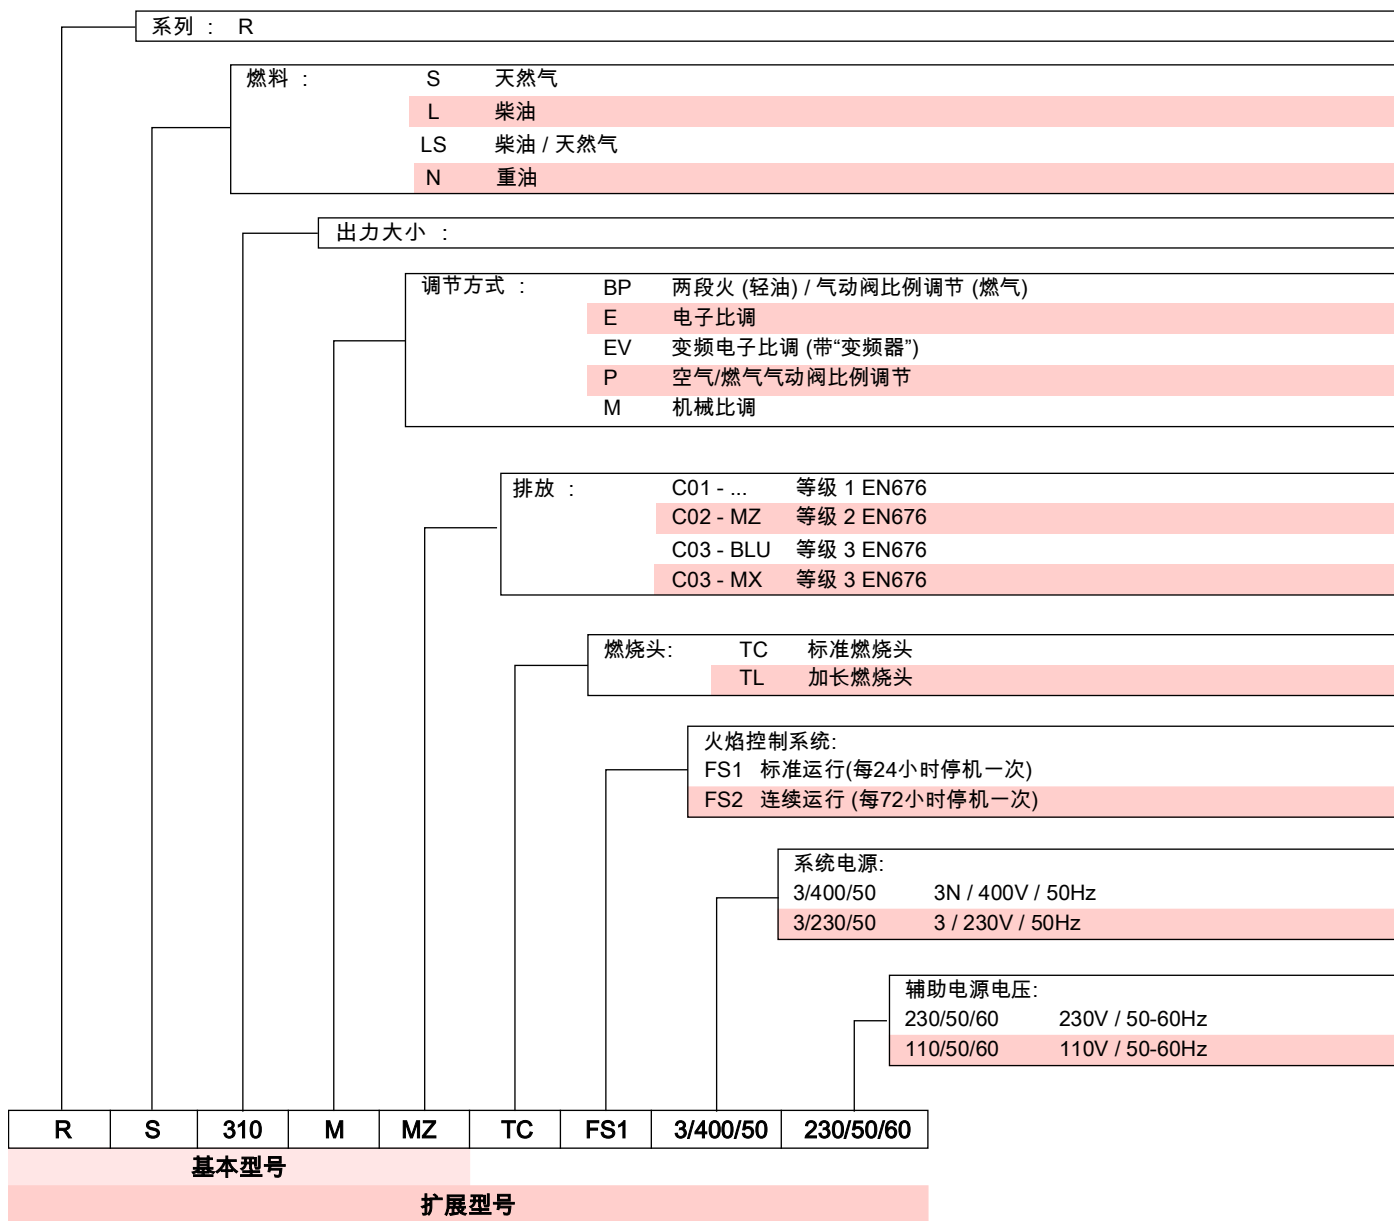 系列 : R
燃料 : S 天然气
L 柴油
LS 柴油 / 天然气
N 重油
出力大小 :
调节方式 : BP 两段火 (轻油) / 气动阀比例调节 (燃气)
E 电子比调
EV 变频电子比调 (带“变频器”)
P 空气/燃气气动阀比例调节
M 机械比调
排放 : C01 - ... 等级 1 EN676
C02 - MZ 等级 2 EN676
C03 - BLU 等级 3 EN676
C03 - MX 等级 3 EN676
燃烧头: TC 标准燃烧头
TL 加长燃烧头
火焰控制系统:
FS1 标准运行(每24小时停机一次)
FS2 连续运行 (每72小时停机一次)
系统电源:
3/400/50 3N / 400V / 50Hz
3/230/50 3 / 230V / 50Hz
辅助电源电压:
230/50/60 230V / 50-60Hz
110/50/60 110V / 50-60Hz
R S 310 M MZ TC FS1 3/400/50 230/50/60
基本型号
扩展型号